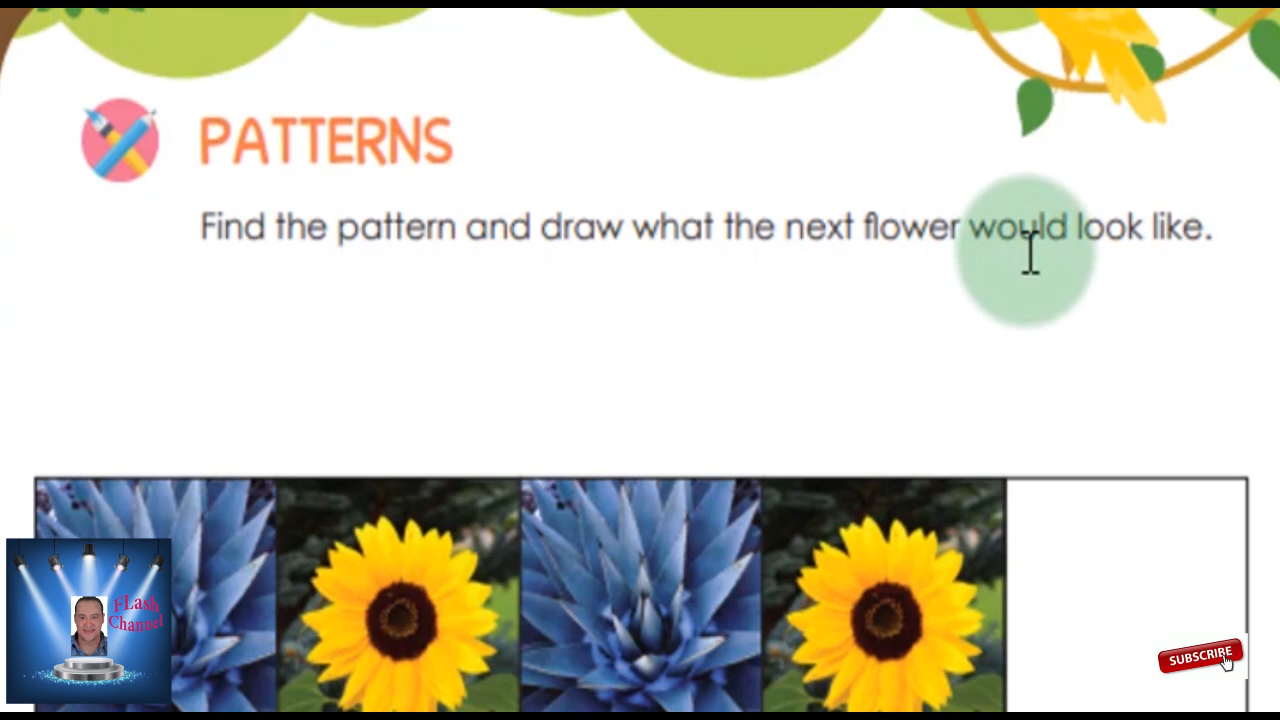 PATTERNS
Find the pattern and draw what the next flower would look like.
FLash
Channel
SUBSCRIBE